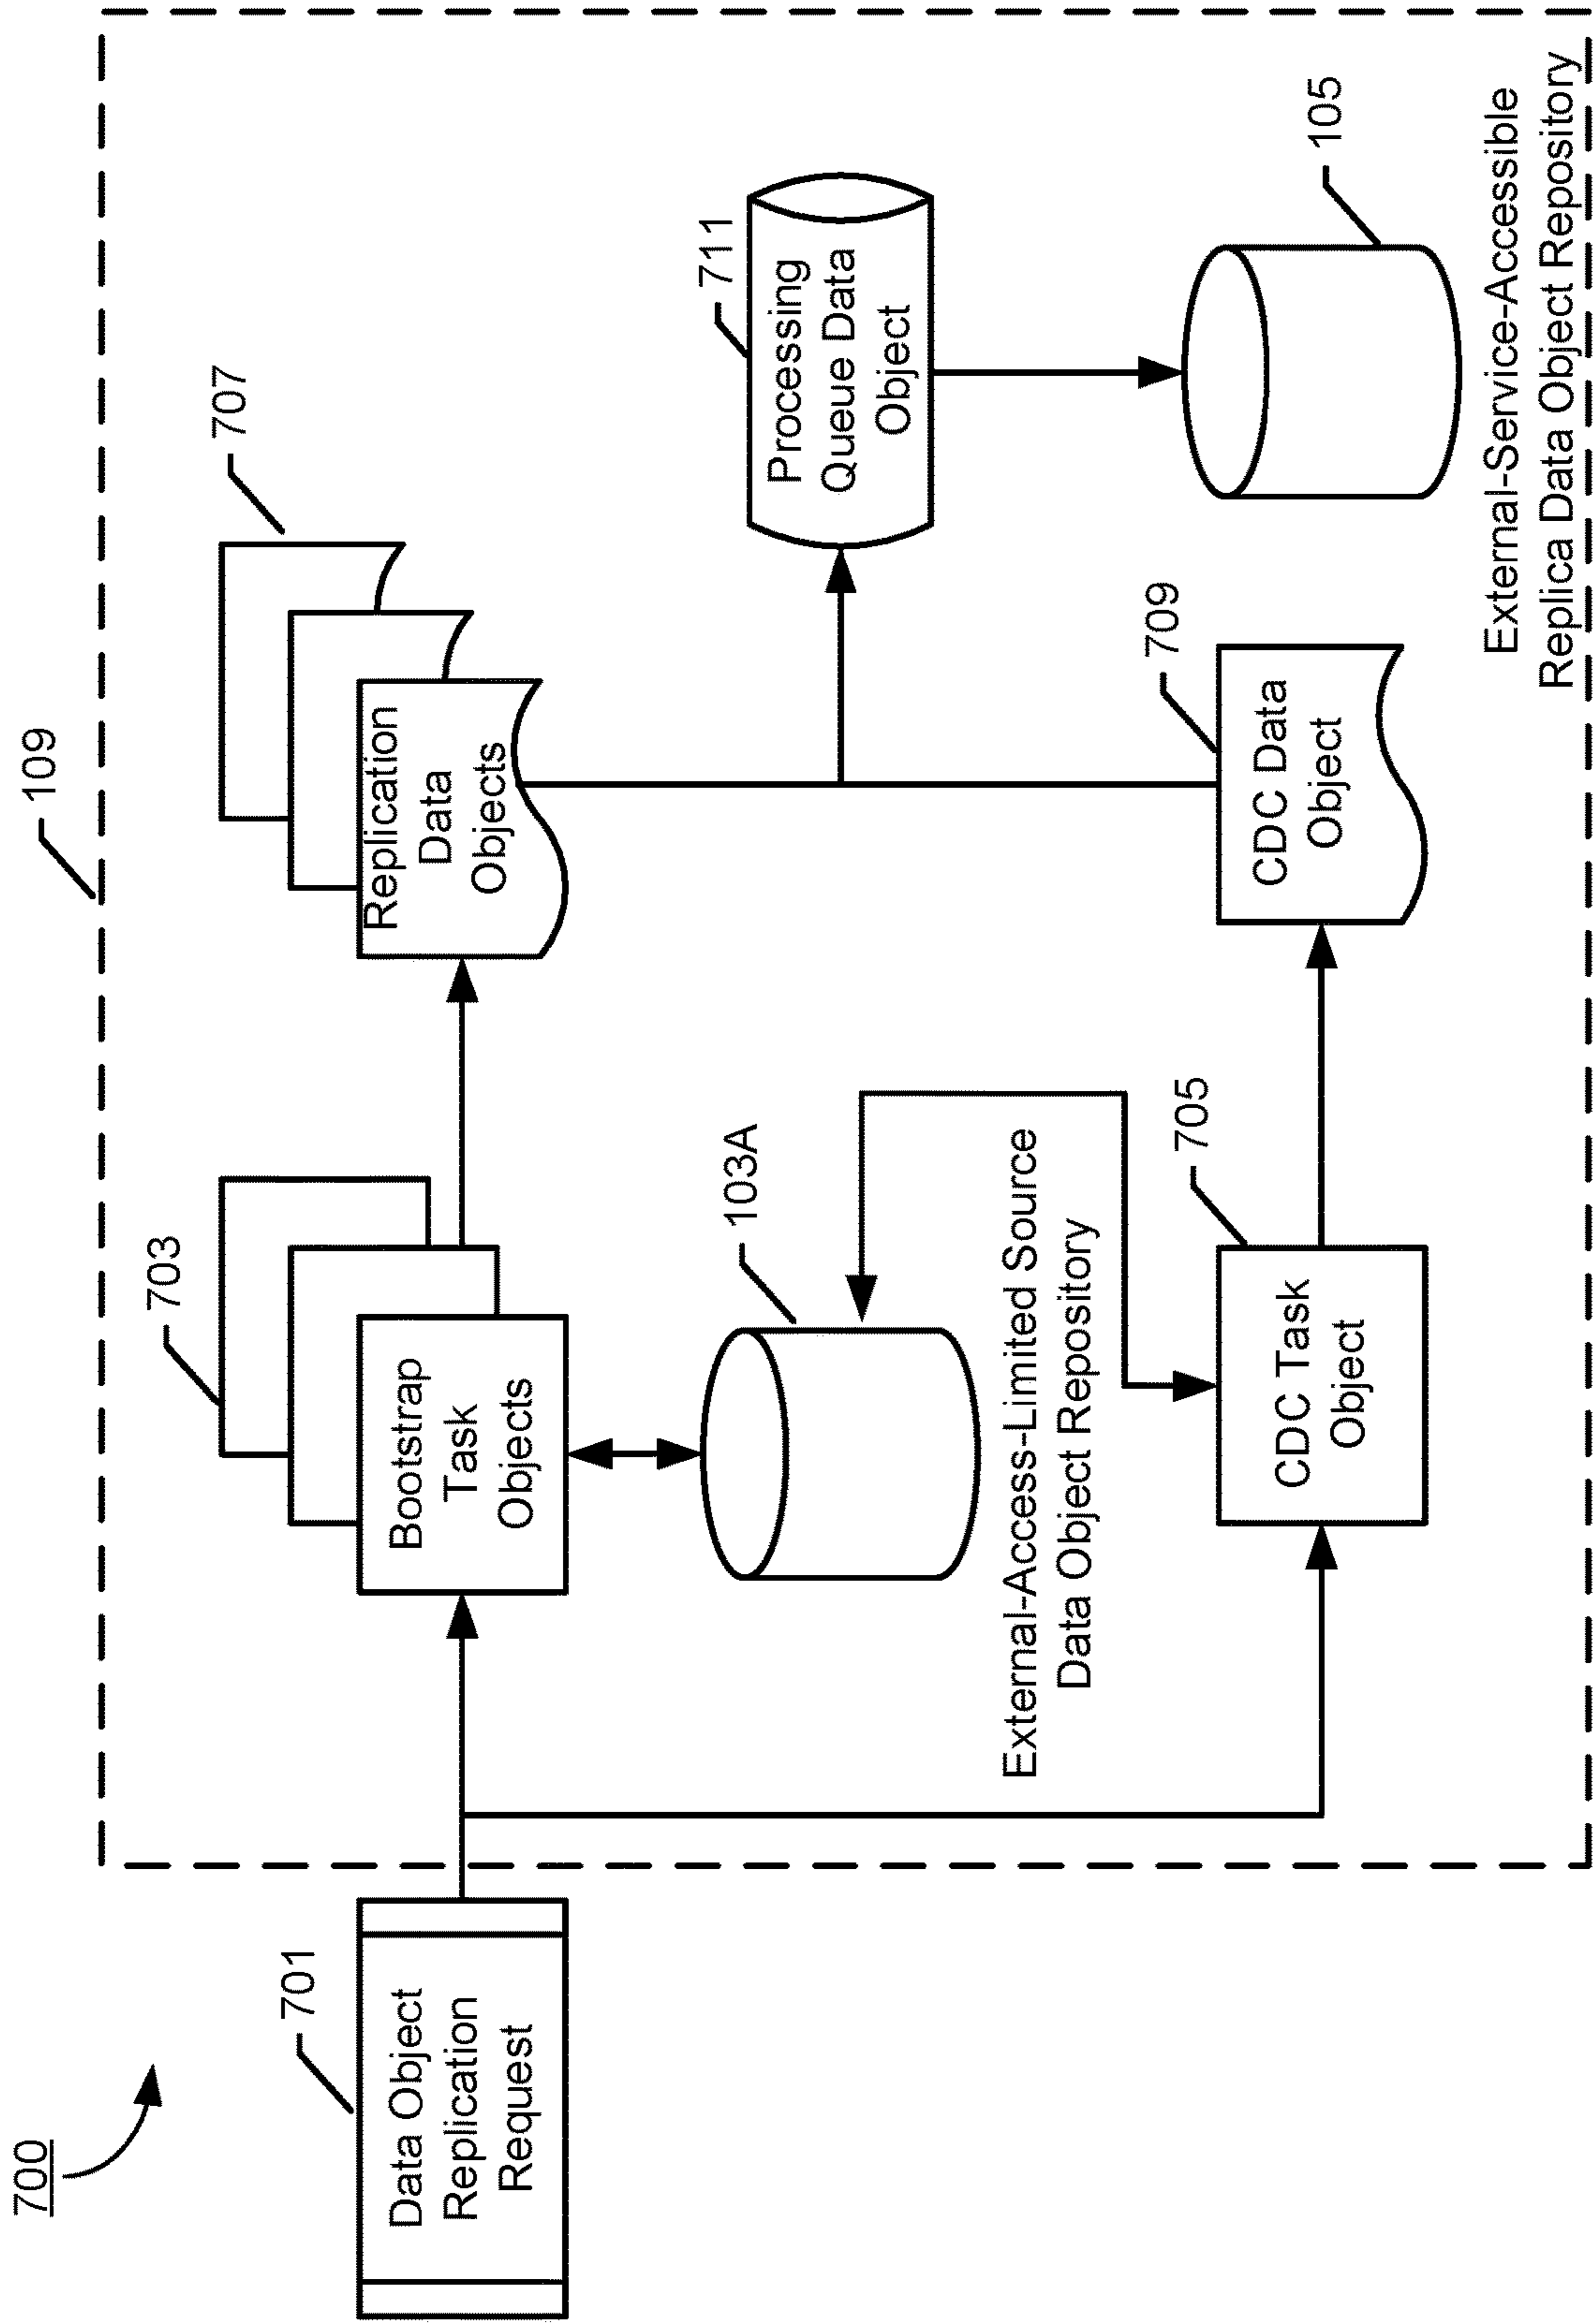 700
109
701
Data Object
Replication
Request
703
Bootstrap
Task
Objects
707
Replication
Data
Objects
103A
External-Access-Limited Source
Data Object Repository
711
Processing
Queue Data
Object
705
CDC Task
Object
709
CDC Data
Object
105
External-Service-Accessible
Replica Data Object Repository